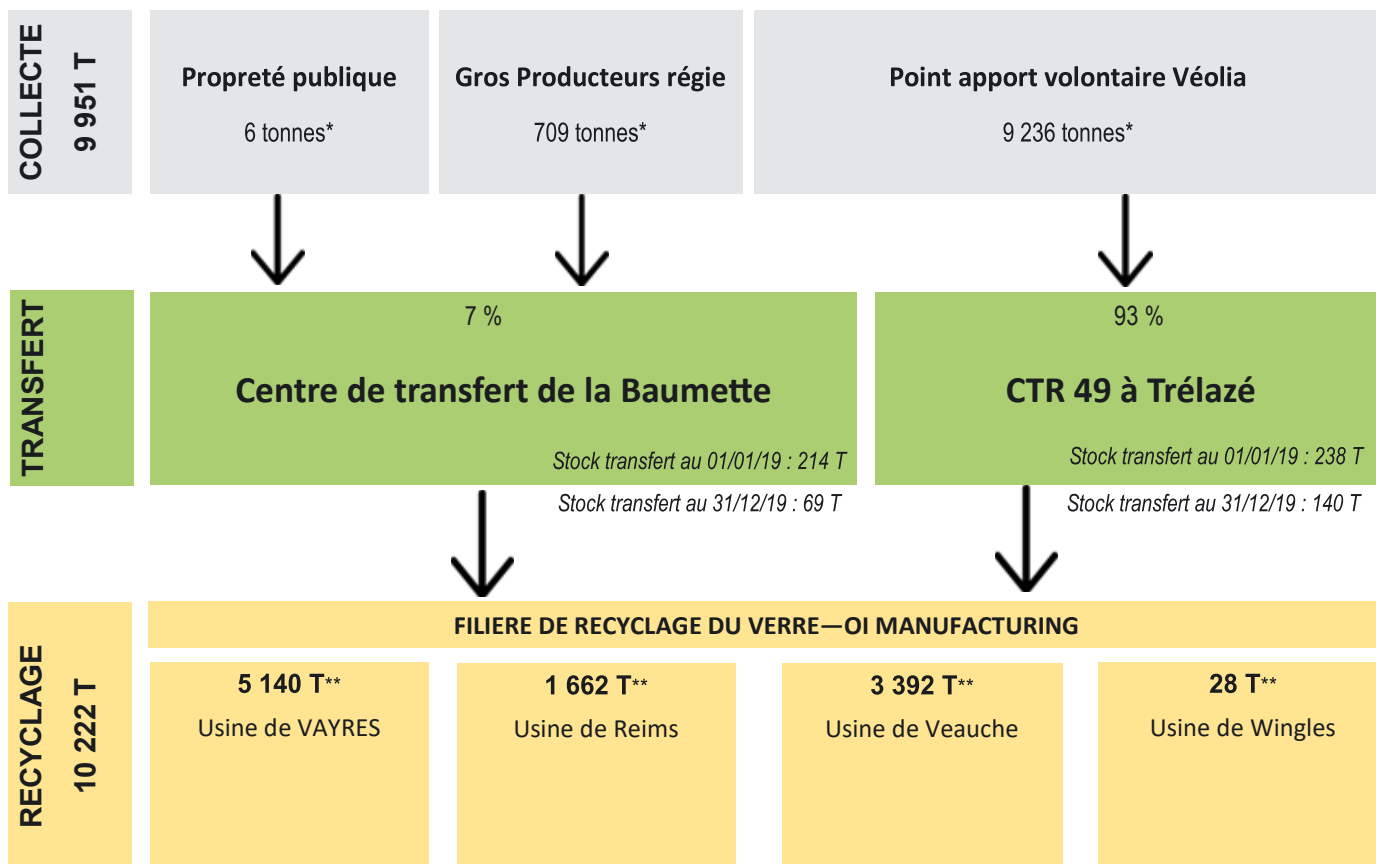 COLLECTE
9 951 T
Propreté publique
6 tonnes*
Gros Producteurs régie
709 tonnes*
Point apport volontaire Véolia
9 236 tonnes*
TRANSFERT
7 %
Centre de transfert de la Baumette
Stock transfert au 01/01/19 : 214 T
Stock transfert au 31/12/19 : 69 T
93 %
CTR 49 à Trélazé
Stock transfert au 01/01/19 : 238 T
Stock transfert au 31/12/19 : 140 T
RECYCLAGE
10 222 T
FILIERE DE RECYCLAGE DU VERRE—OI MANUFACTURING
5 140 T**
Usine de VAYRES
1 662 T**
Usine de Reims
3 392 T**
Usine de Veauche
28 T**
Usine de Wingles